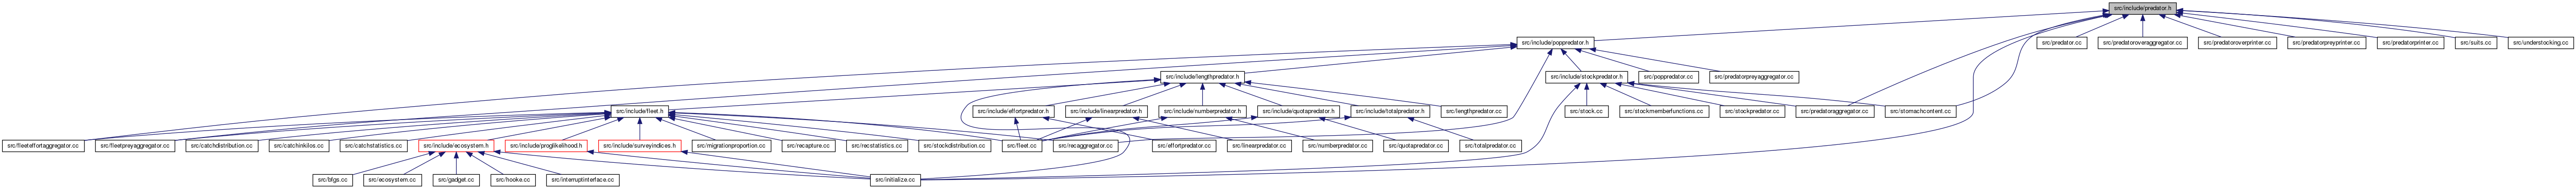 src/include/predator.h
src/include/poppredator.h
src/predator.cc
src/predatoroveraggregator.cc
src/predatoroverprinter.cc
src/predatorpreyprinter.cc
src/predatorprinter.cc
src/suits.cc
src/understocking.cc
src/include/lengthpredator.h
src/include/stockpredator.h
src/poppredator.cc
src/predatorpreyaggregator.cc
src/include/fleet.h
src/include/effortpredator.h
src/include/linearpredator.h
src/include/numberpredator.h
src/include/quotapredator.h
src/include/totalpredator.h
src/lengthpredator.cc
src/stock.cc
src/stockmemberfunctions.cc
src/stockpredator.cc
src/predatoraggregator.cc
src/stomachcontent.cc
src/fleeteffortaggregator.cc
src/fleetpreyaggregator.cc
src/catchdistribution.cc
src/catchinkilos.cc
src/catchstatistics.cc
src/include/ecosystem.h
src/include/proglikelihood.h
src/include/surveyindices.h
src/migrationproportion.cc
src/recapture.cc
src/recstatistics.cc
src/stockdistribution.cc
src/fleet.cc
src/recaggregator.cc
src/effortpredator.cc
src/linearpredator.cc
src/numberpredator.cc
src/quotapredator.cc
src/totalpredator.cc
src/bfgs.cc
src/ecosystem.cc
src/gadget.cc
src/hooke.cc
src/interruptinterface.cc
src/initialize.cc